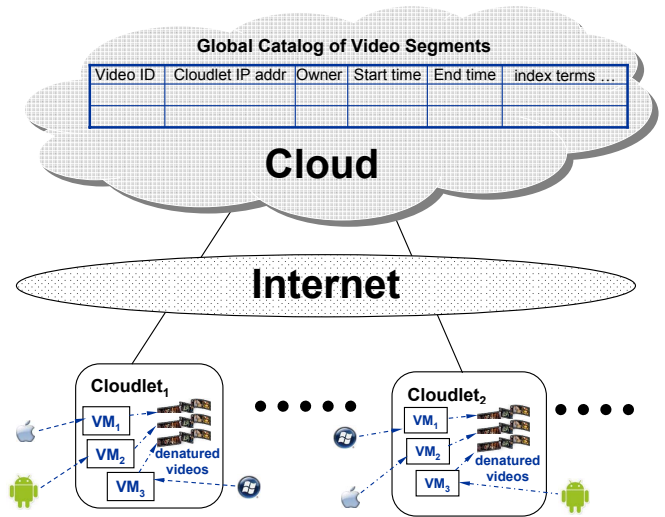 Global Catalog of Video Segments
Video ID Cloudlet IP addr Owner Start time End time index terms …
Cloud
Internet
Cloudlet1
VM1
VM2
denatured
videos
VM3
Cloudlet2
VM1
VM2
denatured
videos
VM3